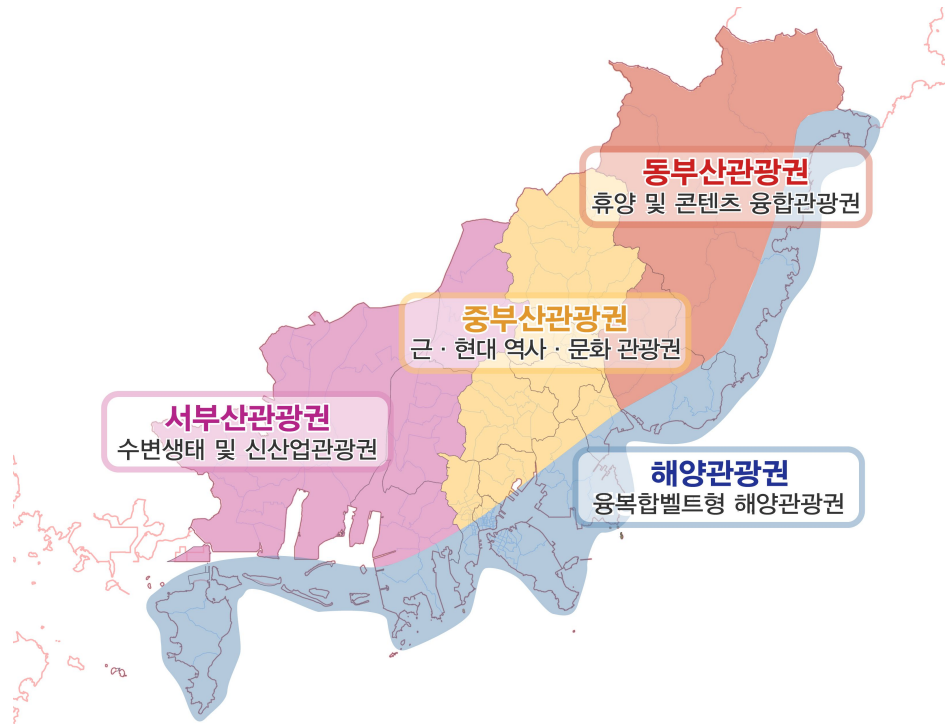 동부산관광권
휴양 및 콘텐츠 융합관광권
중부산관광권
근 · 현대 역사 · 문화 관광권
서부산관광권
수변생태 및 신산업관광권
해양관광권
융복합벨트형 해양관광권